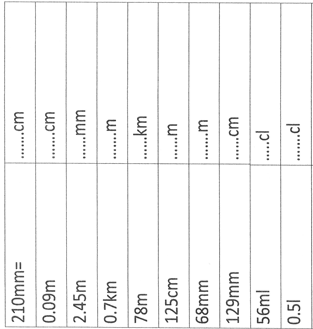 210mm= ........cm
0.09m ........cm
2.45m .......mm
0.7km ........m
78m .......km
125cm .......m
68mm .......m
129mm ......cm
56ml .....cl
0.5l ........cl